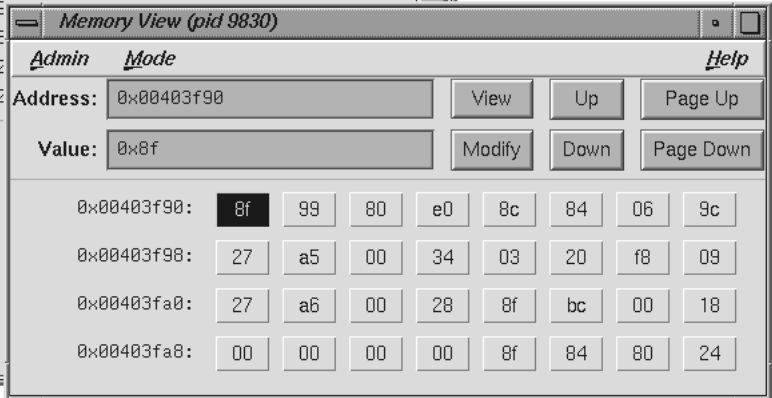 Memory View (pid 9830)
Admin Mode Help
Address: 0x00403f90 View Up Page Up
Value: 0x8f Modify Down Page Down
0x00403f90: 8f 99 80 e0 8c 84 06 9c
0x00403f98: 27 a5 00 34 03 20 f8 09
0x00403fa0: 27 a6 00 28 8f bc 00 18
0x00403fa8: 00 00 00 00 8f 84 80 24